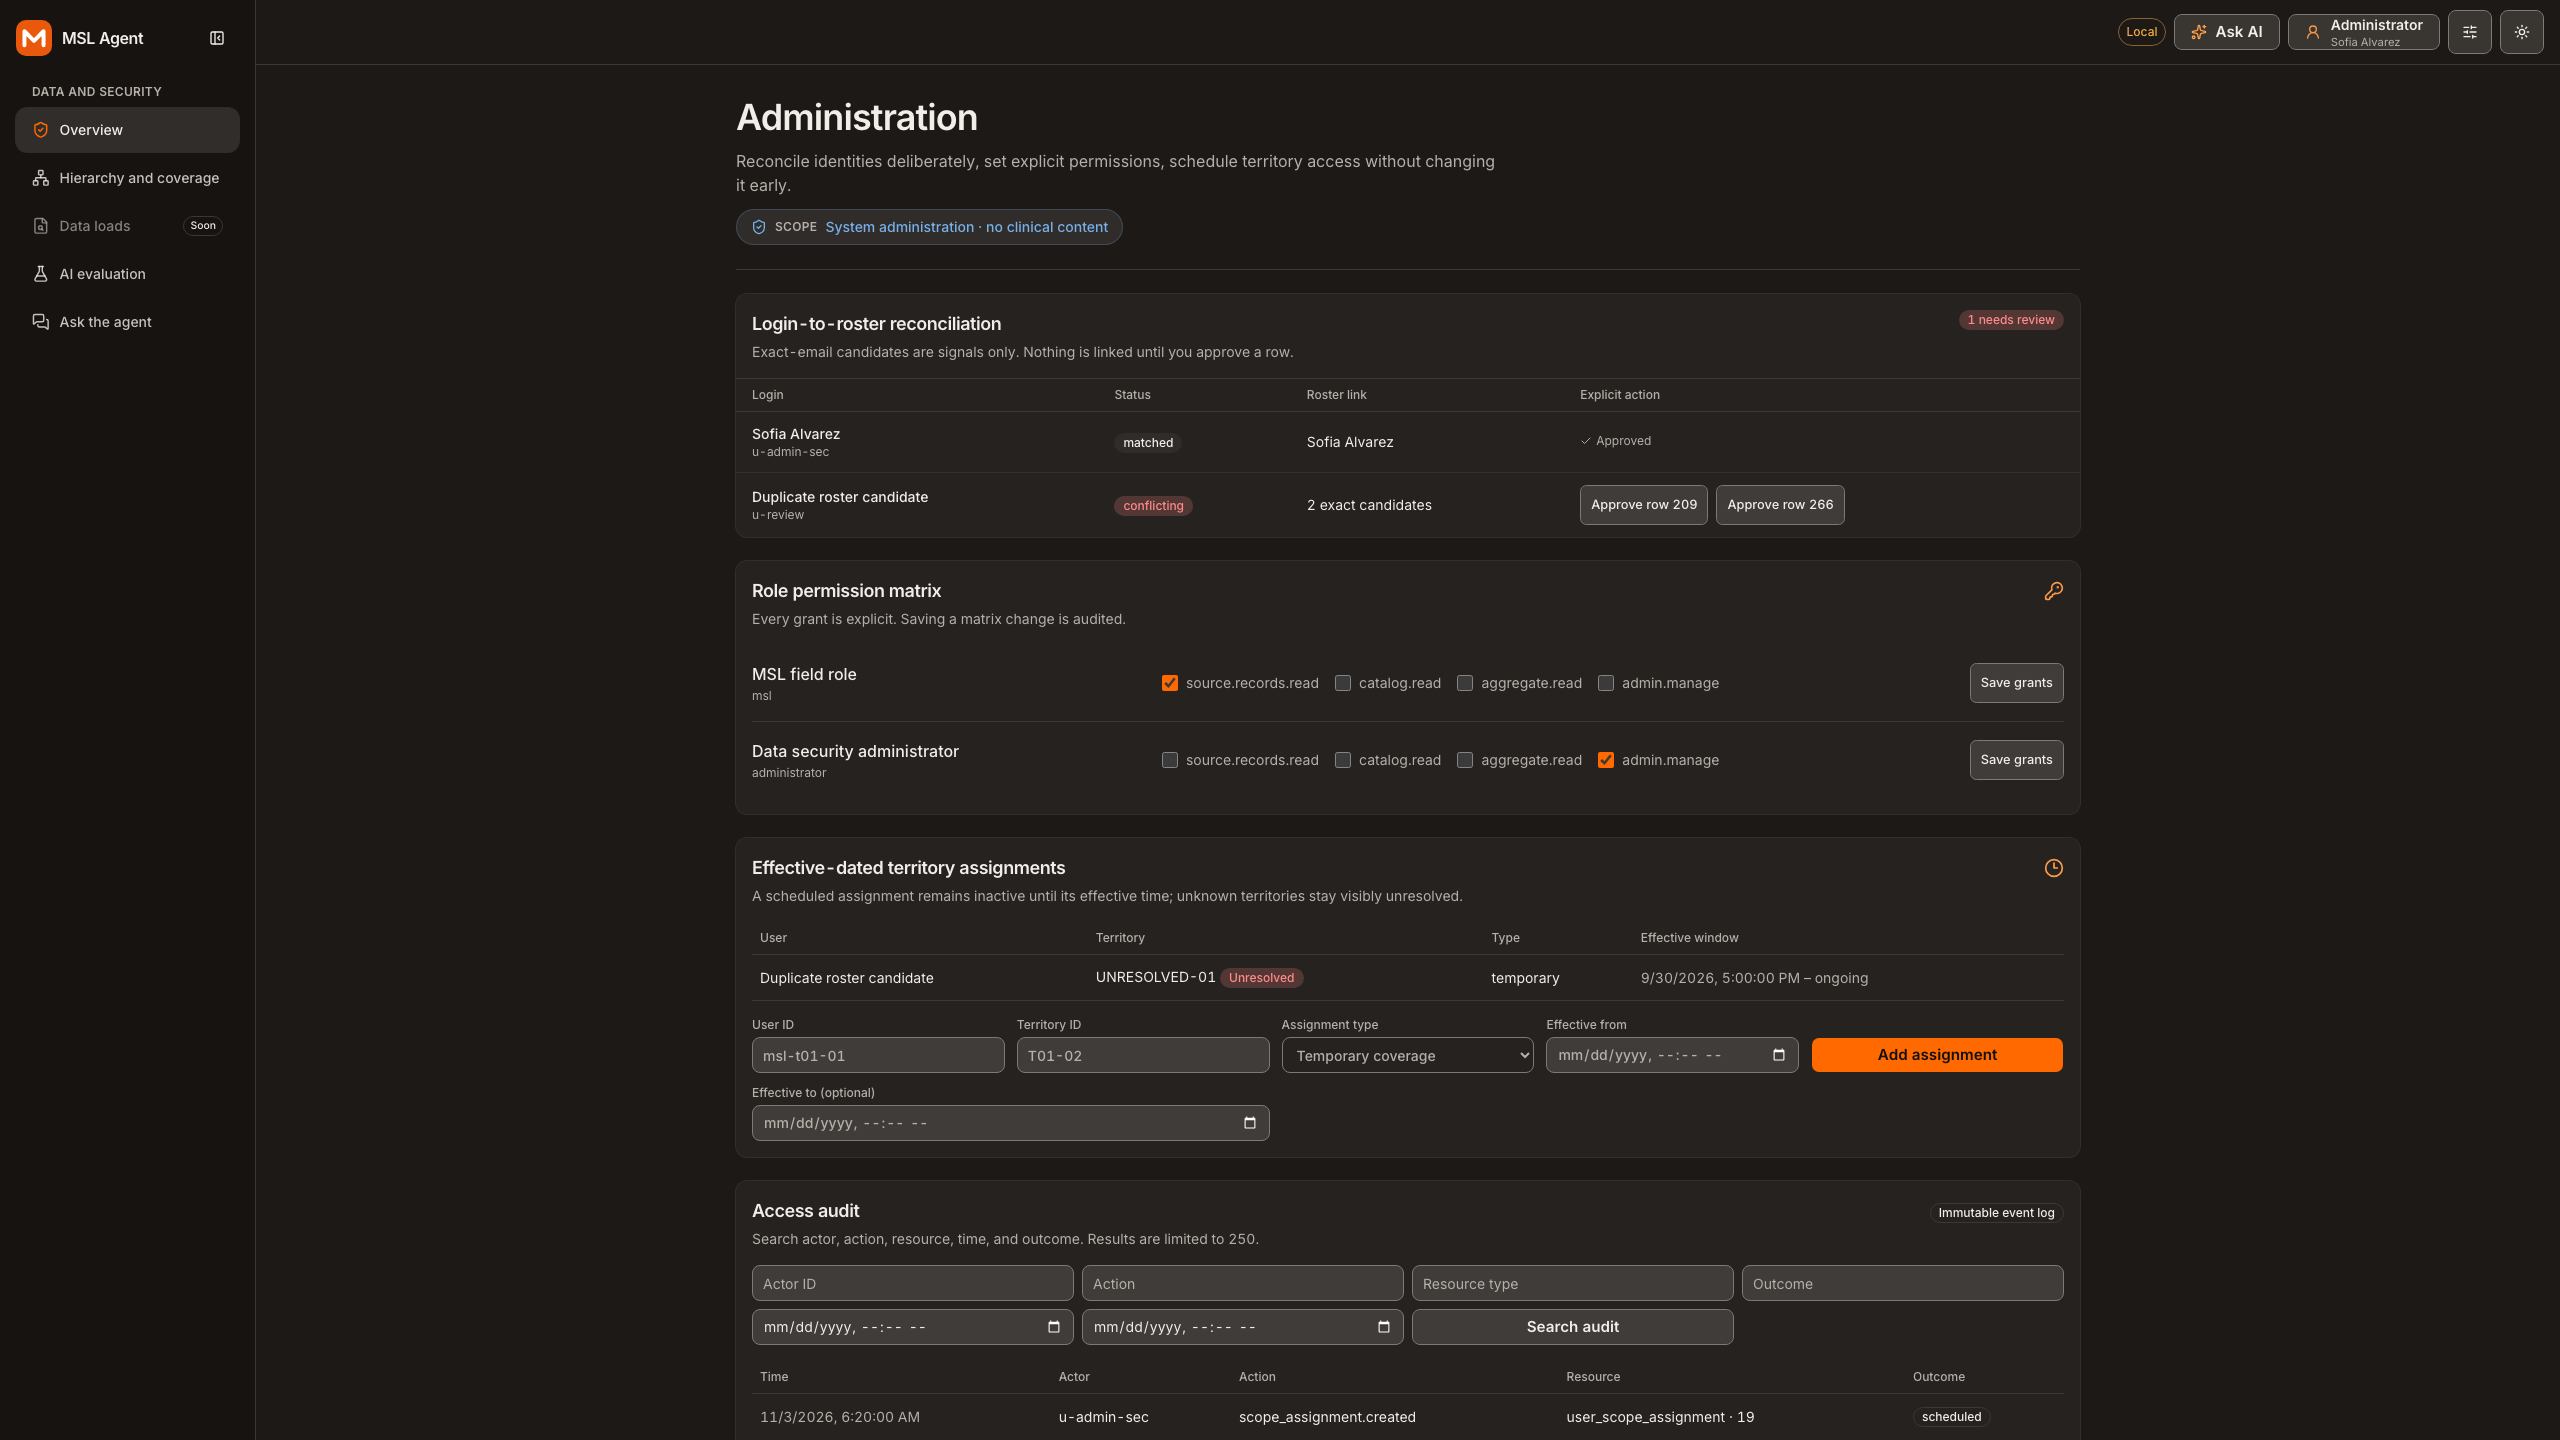 MSL Agent
Local
Ask AI
Administrator
Sofia Alvarez
DATA AND SECURITY
Overview
Hierarchy and coverage
Data loads
Soon
AI evaluation
Ask the agent
Administration
Reconcile identities deliberately, set explicit permissions, schedule territory access without changing
it early.
SCOPE System administration · no clinical content
Login-to-roster reconciliation
1 needs review
Exact-email candidates are signals only. Nothing is linked until you approve a row.
Login Status Roster link Explicit action
Sofia Alvarez
u-admin-sec
matched
Sofia Alvarez
Approved
Duplicate roster candidate
u-review
conflicting
2 exact candidates
Approve row 209
Approve row 266
Role permission matrix
Every grant is explicit. Saving a matrix change is audited.
MSL field role
msl
source.records.read catalog.read aggregate.read admin.manage
Save grants
Data security administrator
administrator
source.records.read catalog.read aggregate.read admin.manage
Save grants
Effective-dated territory assignments
A scheduled assignment remains inactive until its effective time; unknown territories stay visibly unresolved.
User Territory Type Effective window
Duplicate roster candidate UNRESOLVED-01 Unresolved temporary 9/30/2026, 5:00:00 PM – ongoing
User ID Territory ID Assignment type Effective from
msl-t01-01 T01-02 Temporary coverage mm/dd/yyyy, --:-- -- Add assignment
Effective to (optional)
mm/dd/yyyy, --:-- --
Access audit
Immutable event log
Search actor, action, resource, time, and outcome. Results are limited to 250.
Actor ID Action Resource type Outcome
mm/dd/yyyy, --:-- -- mm/dd/yyyy, --:-- -- Search audit
Time Actor Action Resource Outcome
11/3/2026, 6:20:00 AM u-admin-sec scope_assignment.created user_scope_assignment · 19 scheduled